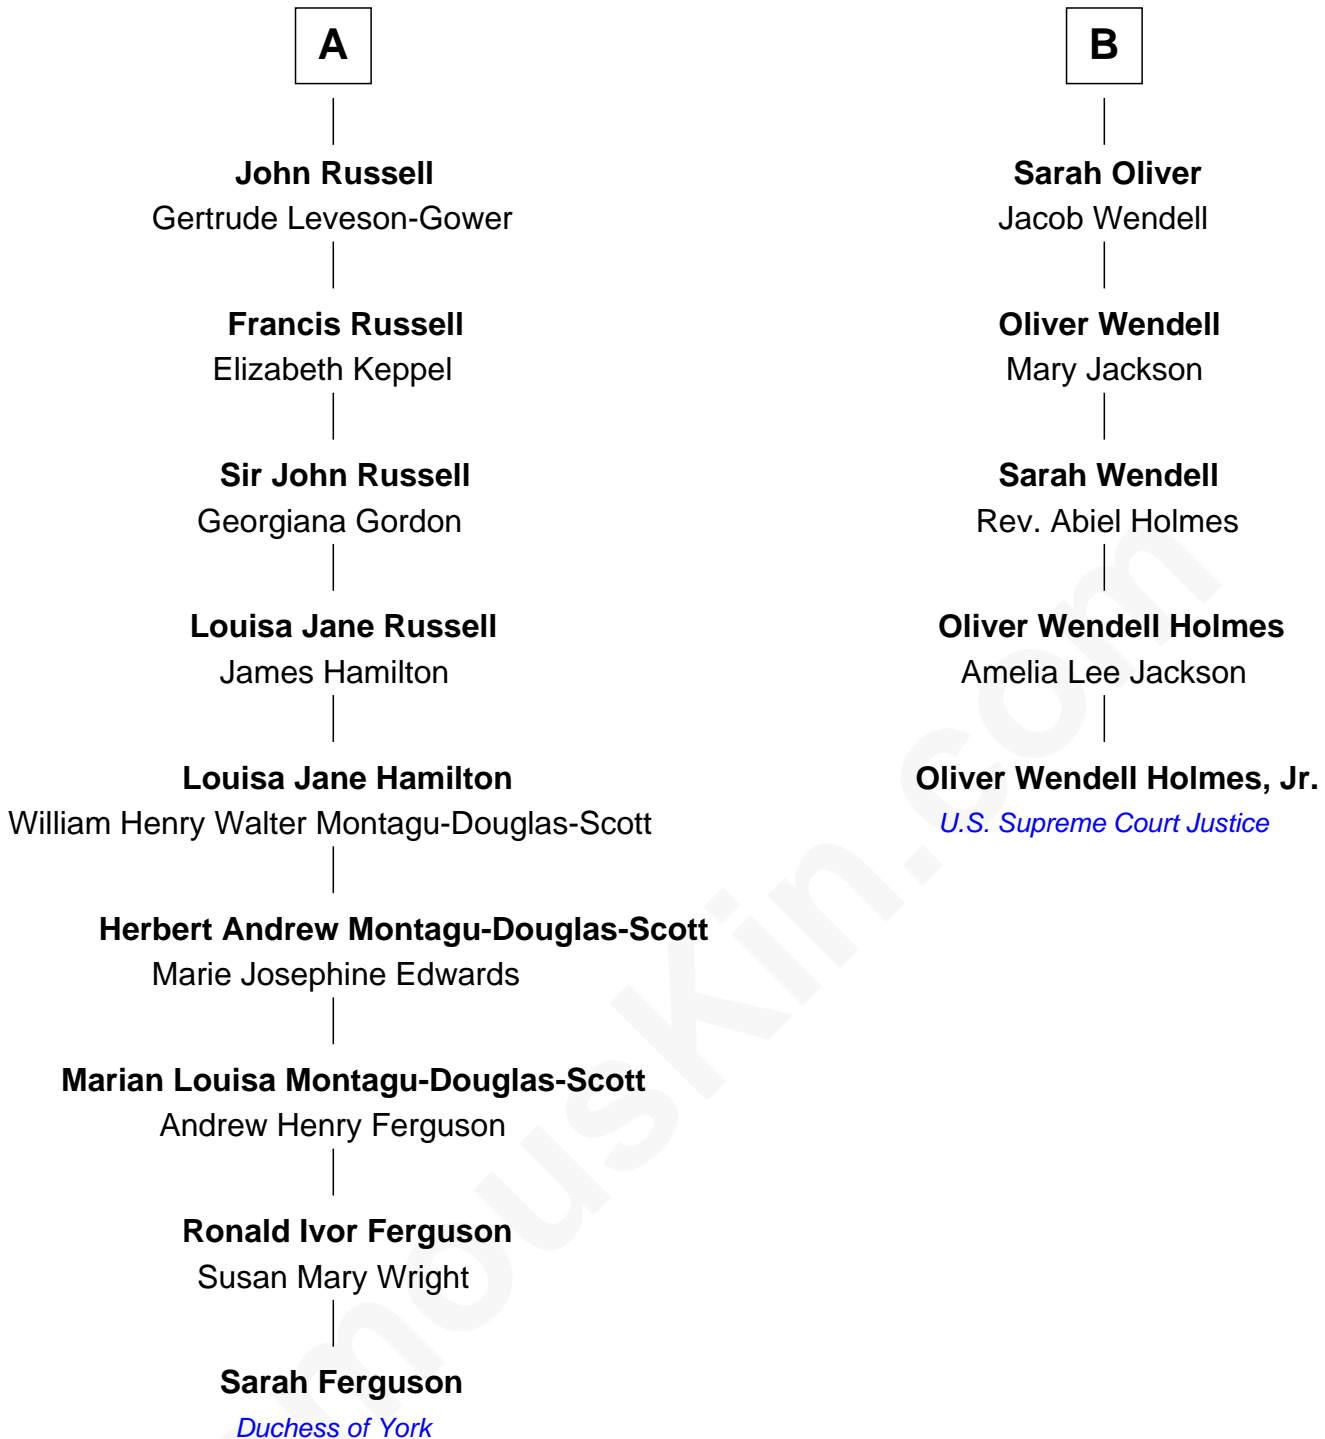 A
John Russell
Gertrude Leveson-Gower
Francis Russell
Elizabeth Keppel
Sir John Russell
Georgiana Gordon
Louisa Jane Russell
James Hamilton
Louisa Jane Hamilton
William Henry Walter Montagu-Douglas-Scott
Herbert Andrew Montagu-Douglas-Scott
Marie Josephine Edwards
Marian Louisa Montagu-Douglas-Scott
Andrew Henry Ferguson
Ronald Ivor Ferguson
Susan Mary Wright
Sarah Ferguson
Duchess of York
B
Sarah Oliver
Jacob Wendell
Oliver Wendell
Mary Jackson
Sarah Wendell
Rev. Abiel Holmes
Oliver Wendell Holmes
Amelia Lee Jackson
Oliver Wendell Holmes, Jr.
U.S. Supreme Court Justice
mouskin.com